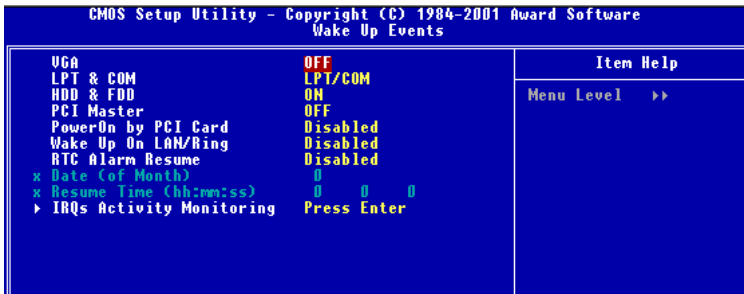 CMOS Setup Utility - Copyright (C) 1984-2001 Award Software
Wake Up Events
VGA OFF Item Help
LPT & COM LPT/COM
HDD & FDD ON Menu Level ▸▸
PCI Master OFF
PowerOn by PCI Card Disabled
Wake Up On LAN/Ring Disabled
RTC Alarm Resume Disabled
x Date (of Month) 0
x Resume Time (hh:mm:ss) 0 0 0
▸ IRQs Activity Monitoring Press Enter